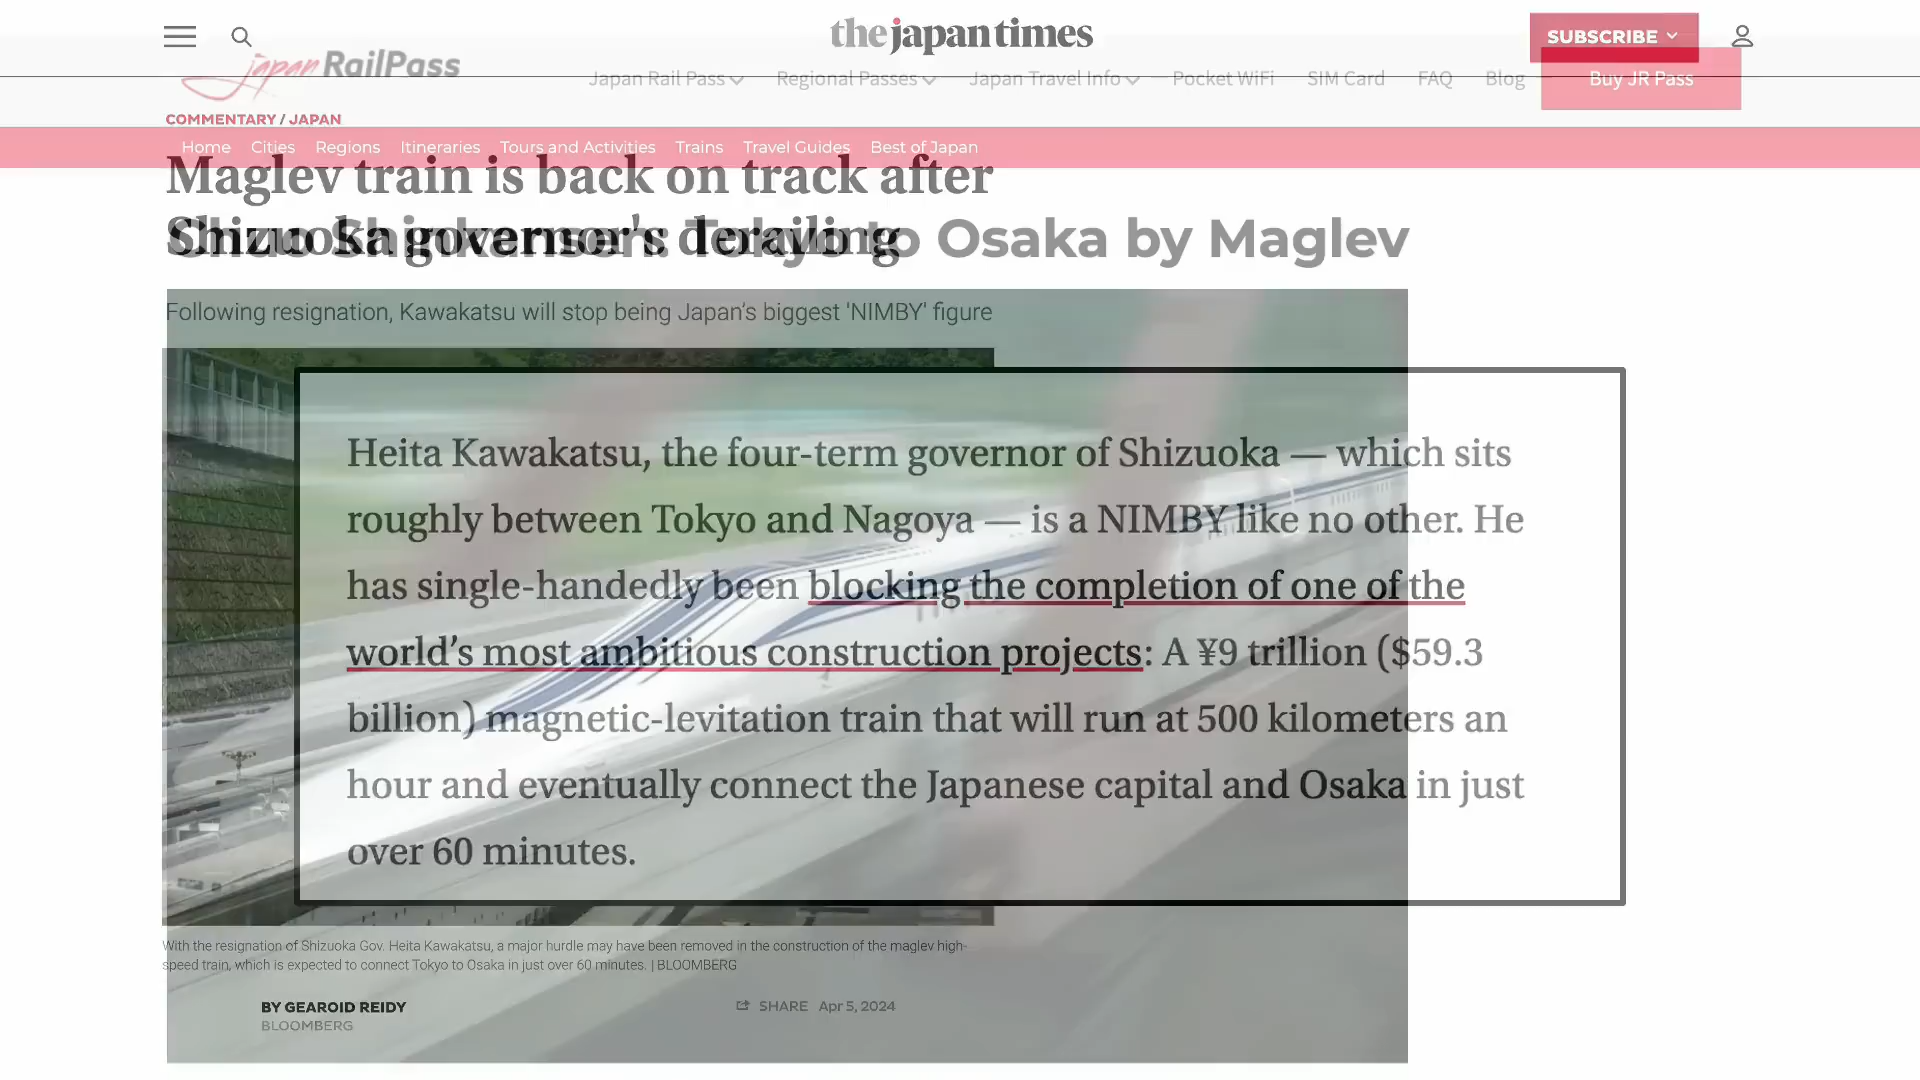 the japan times
SUBSCRIBE
japan RailPass
Japan Rail Pass
Regional Passes
Japan Travel Info
Pocket WiFi
SIM Card
FAQ
Blog
Buy JR Pass
COMMENTARY / JAPAN
Home
Cities
Regions
Itineraries
Tours and Activities
Trains
Travel Guides
Best of Japan
Maglev train is back on track after
Shizuoka governor's derailing
Shinkansen: Tokyo to Osaka by Maglev
Following resignation, Kawakatsu will stop being Japan's biggest 'NIMBY' figure
Heita Kawakatsu, the four-term governor of Shizuoka — which sits
roughly between Tokyo and Nagoya — is a NIMBY like no other. He
has single-handedly been blocking the completion of one of the
world's most ambitious construction projects: A ¥9 trillion ($59.3
billion) magnetic-levitation train that will run at 500 kilometers an
hour and eventually connect the Japanese capital and Osaka in just
over 60 minutes.
With the resignation of Shizuoka Gov. Heita Kawakatsu, a major hurdle may have been removed in the construction of the maglev high-
speed train, which is expected to connect Tokyo to Osaka in just over 60 minutes. | BLOOMBERG
BY GEAROID REIDY
BLOOMBERG
SHARE
Apr 5, 2024